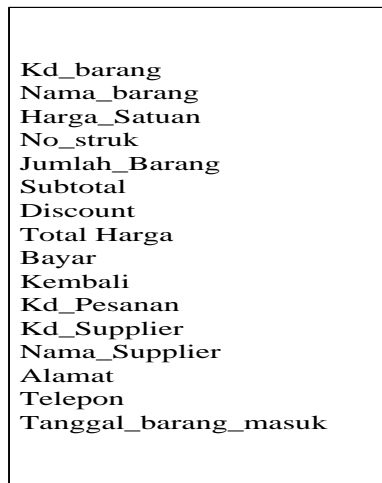 Kd_barang
Nama_barang
Harga_Satuan
No_struk
Jumlah_Barang
Subtotal
Discount
Total Harga
Bayar
Kembali
Kd_Pesanan
Kd_Supplier
Nama_Supplier
Alamat
Telepon
Tanggal_barang_masuk